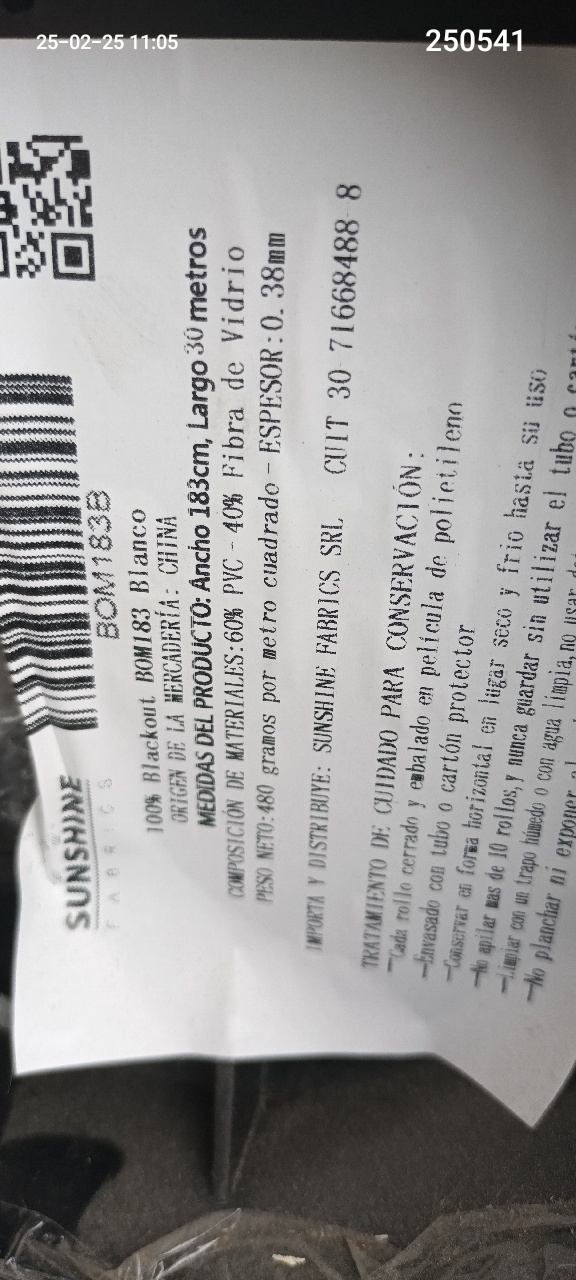 25-02-25 11:05
250541
SUNSHINE
FABRICS
BOM183B
100% Blackout BOM183 Blanco
ORIGEN DE LA MERCADERÍA: CHINA
MEDIDAS DEL PRODUCTO: Ancho 183cm, Largo 30 metros
COMPOSICIÓN DE MATERIALES:60% PVC - 40% Fibra de Vidrio
PESO NETO:480 gramos por metro cuadrado - ESPESOR:0.38mm
IMPORTA Y DISTRIBUYE: SUNSHINE FABRICS SRL CUIT 30-71668488-8
TRATAMIENTO DE CUIDADO PARA CONSERVACIÓN:
—Cada rollo cerrado y embalado en película de polietileno
—Envasado con tubo o cartón protector
—Conservar en forma horizontal en lugar seco y frio hasta su uso
—No apilar mas de 10 rollos,y nunca guardar sin utilizar el tubo o
—Limpiar con un trapo húmedo o con agua limpia,no usar
—No planchar ni exponer al